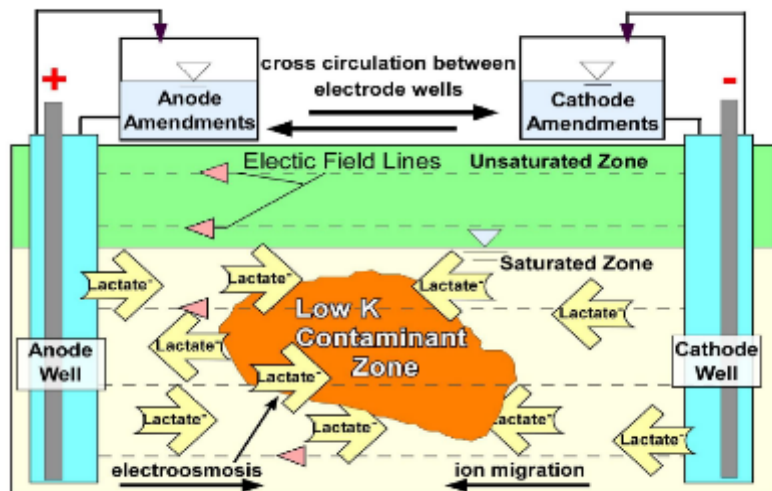 cross circulation between
electrode wells
+
-
Anode
Amendments
Cathode
Amendments
Electic Field Lines
Unsaturated Zone
Saturated Zone
Lactate⁻
Lactate⁻
Lactate⁻
Lactate⁻
Low K
Contaminant
Zone
Lactate⁻
Anode
Well
Cathode
Well
Lactate⁻
Lactate⁻
Lactate⁻
Lactate⁻
Lactate⁻
electroosmosis
ion migration